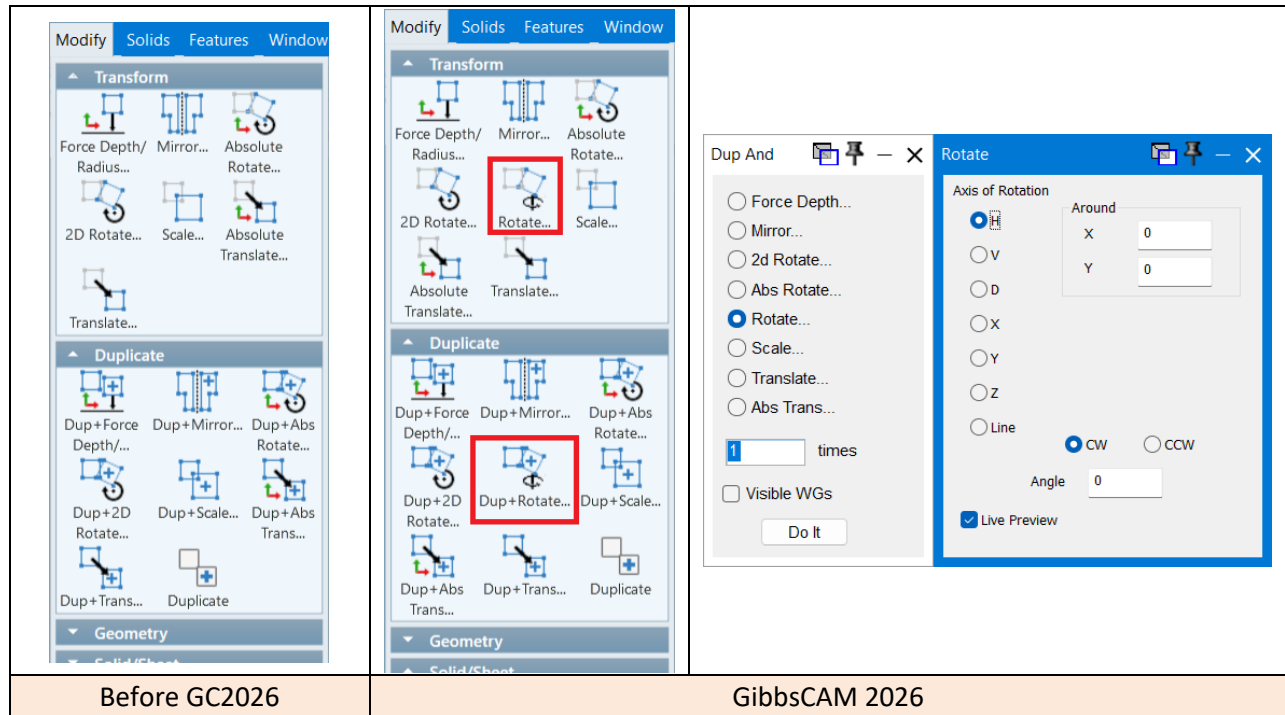 Modify Solids Features Window
Transform
Force Depth/ Mirror... Absolute
Radius... Rotate...
2D Rotate... Scale... Absolute
Translate...
Translate...
Duplicate
Dup+Force Dup+Mirror... Dup+Abs
Depth/... Rotate...
Dup+2D Dup+Scale... Dup+Abs
Rotate... Trans...
Dup+Trans... Duplicate
Geometry
Solid/Sheet
Before GC2026
Modify Solids Features Window
Transform
Force Depth/ Mirror... Absolute
Radius... Rotate...
2D Rotate... Rotate... Scale...
Absolute Translate...
Translate...
Duplicate
Dup+Force Dup+Mirror... Dup+Abs
Depth/... Rotate...
Dup+2D Dup+Rotate... Dup+Scale...
Rotate...
Dup+Abs Dup+Trans... Duplicate
Trans...
Geometry
Solid/Sheet
Dup And
Force Depth...
Mirror...
2d Rotate...
Abs Rotate...
Rotate...
Scale...
Translate...
Abs Trans...
1 times
Visible WGs
Do It
Rotate
Axis of Rotation
Around
H
X 0
V
Y 0
D
X
Y
Z
Line
CW CCW
Angle 0
Live Preview
GibbsCAM 2026